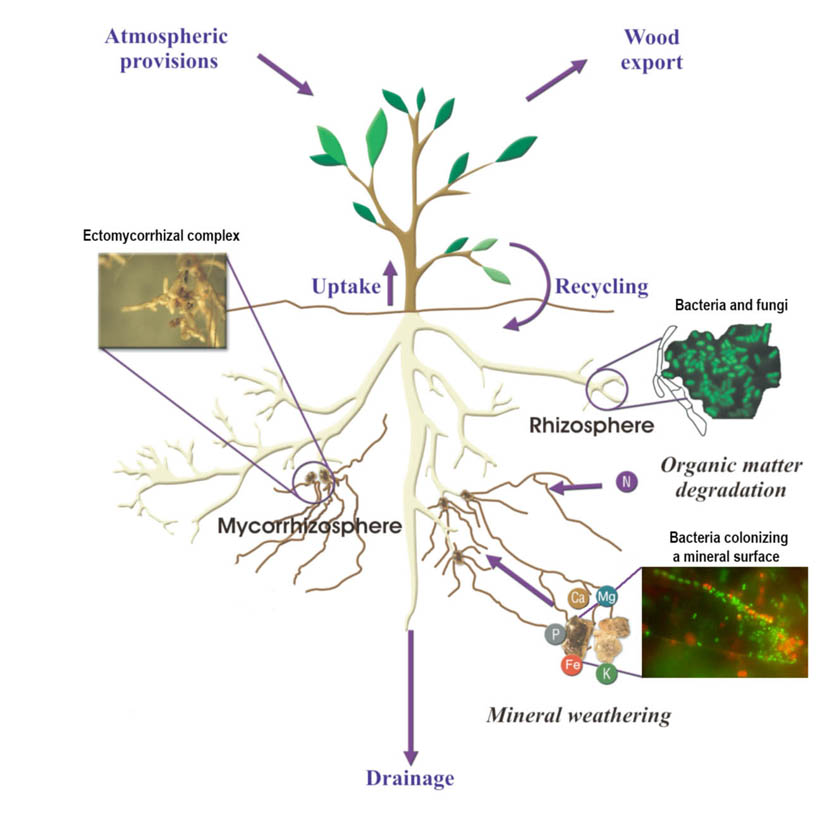 Atmospheric
provisions
Wood
export
Ectomycorrhizal complex
Uptake
Recycling
Bacteria and fungi
Rhizosphere
Organic matter
degradation
N
Mycorrhizosphere
Bacteria colonizing
a mineral surface
Ca
Mg
P
Fe
K
Mineral weathering
Drainage